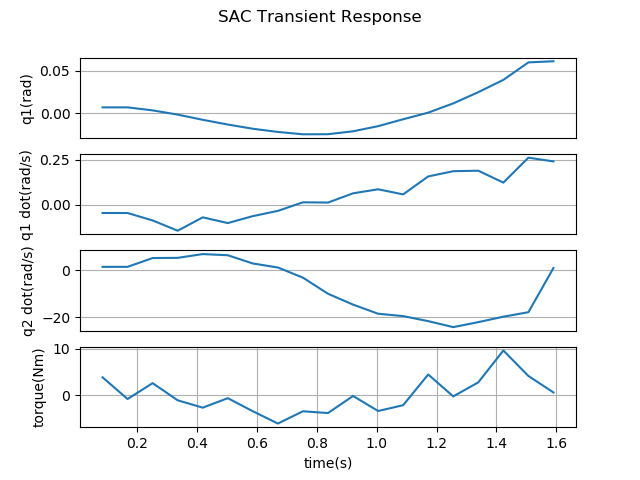 SAC Transient Response
q1(rad)
0.05
0.00
q1 dot(rad/s)
0.25
0.00
q2 dot(rad/s)
0
−20
torque(Nm)
10
0
0.2 0.4 0.6 0.8 1.0 1.2 1.4 1.6
time(s)